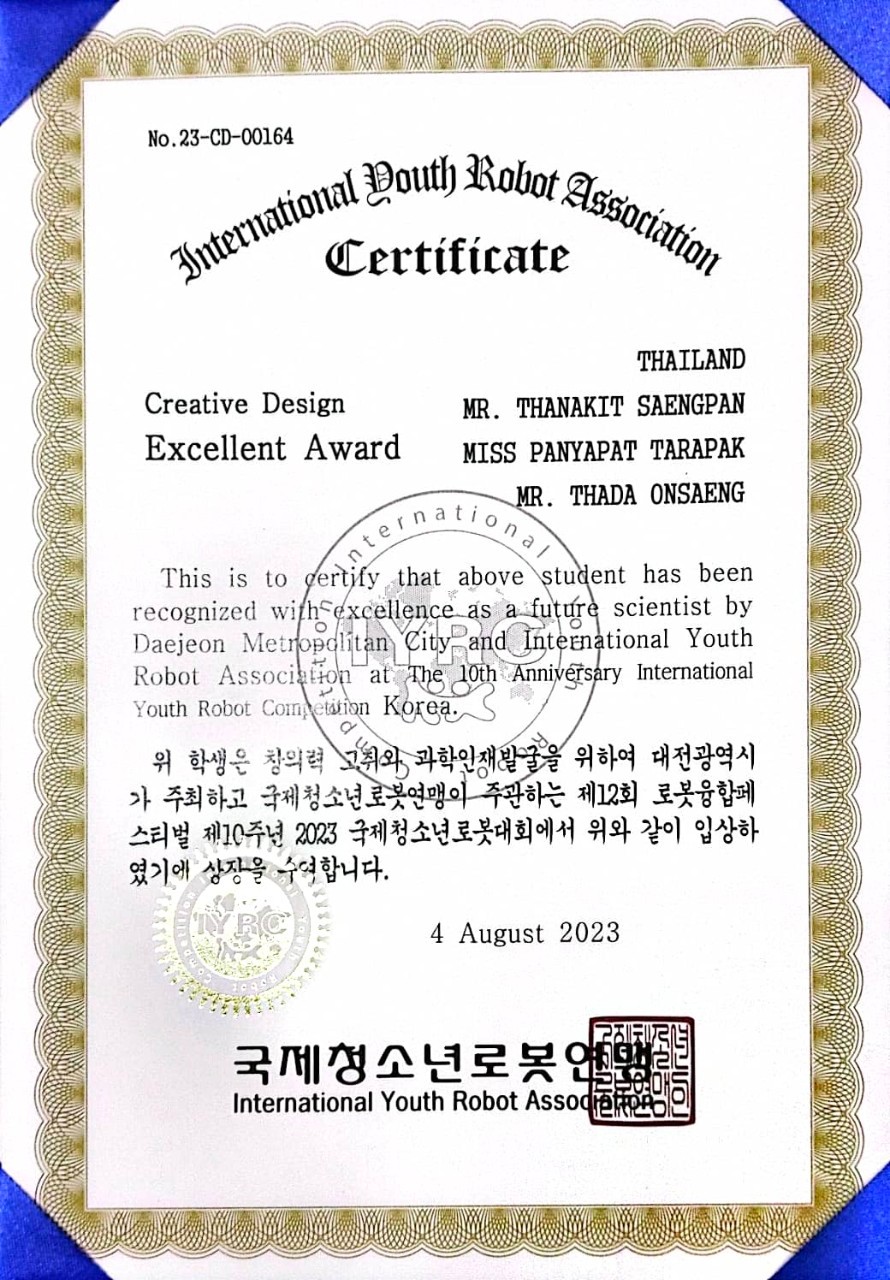 No.23-CD-00164
International Youth Robot Association
Certificate
THAILAND
Creative Design MR. THANAKIT SAENGPAN
Excellent Award MISS PANYAPAT TARAPAK
MR. THADA ONSAENG
This is to certify that above student has been
recognized with excellence as a future scientist by
Daejeon Metropolitan City and International Youth
Robot Association at The 10th Anniversary International
Youth Robot Competition Korea.
International Youth Robot Competition
IYRC
위 학생은 창의력 고취와 과학인재발굴을 위하여 대전광역시
가 주최하고 국제청소년로봇연맹이 주관하는 제12회 로봇융합페
스티벌 제10주년 2023 국제청소년로봇대회에서 위와 같이 입상하
였기에 상장을 수여합니다.
IYRC
4 August 2023
국제청소년로봇연맹
International Youth Robot Association